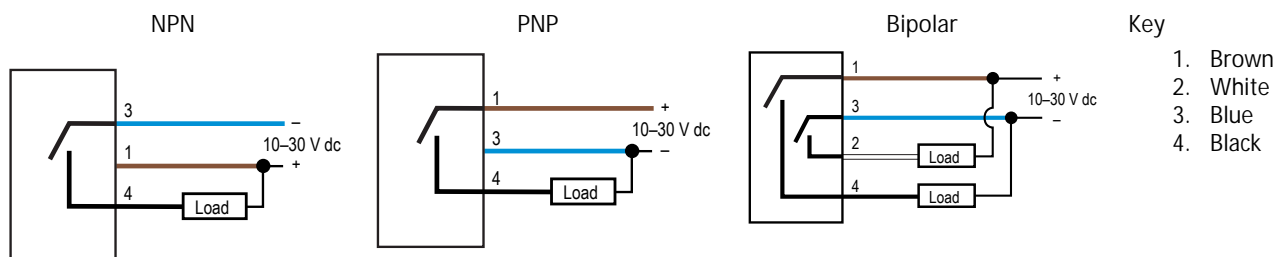 NPN
3
–
10–30 V dc
1
+
4
Load
PNP
1
+
10–30 V dc
3
–
4
Load
Bipolar
1
+
10–30 V dc
3
–
2
Load
4
Load
Key
1. Brown
2. White
3. Blue
4. Black